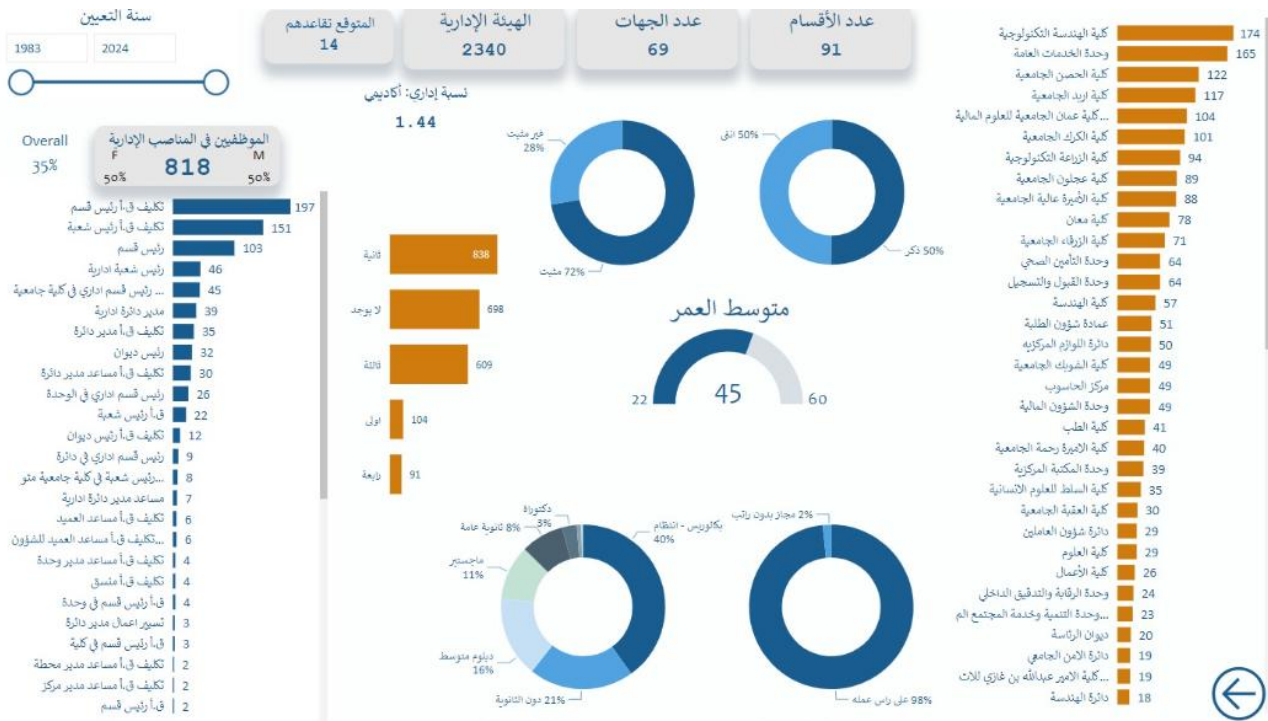 سنة التعيين
1983
2024
المتوقع تقاعدهم
14
الهيئة الإدارية
2340
عدد الجهات
69
عدد الأقسام
91
نسبة إداري: أكاديمي
1.44
Overall
35%
الموظفين في المناصب الإدارية
F
50%
818
M
50%
تكليف ق.أ رئيس قسم 197
تكليف ق.أ رئيس شعبة 151
رئيس قسم 103
رئيس شعبة ادارية 46
رئيس قسم اداري في كلية جامعية ... 45
مدير دائرة ادارية 39
تكليف ق.أ مدير دائرة 35
رئيس ديوان 32
تكليف ق.أ مساعد مدير دائرة 30
رئيس قسم اداري في الوحدة 26
ق.أ رئيس شعبة 22
تكليف ق.أ رئيس ديوان 12
رئيس قسم اداري في دائرة 9
رئيس شعبة في كلية جامعية متو... 8
مساعد مدير دائرة ادارية 7
تكليف ق.أ مساعد العميد 6
تكليف ق.أ مساعد العميد للشؤون... 6
تكليف ق.أ مساعد مدير وحدة 4
تكليف ق.أ منسق 4
ق.أ رئيس قسم في وحدة 4
تسيير اعمال مدير دائرة 3
ق.أ رئيس قسم في كلية 3
تكليف ق.أ مساعد مدير محطة 2
تكليف ق.أ مساعد مدير مركز 2
ق.أ رئيس قسم 2
غير مثبت
28%
72% مثبت
50% انثى
50% ذكر
ثانية 838
لا يوجد 698
ثالثة 609
اولى 104
رابعة 91
متوسط العمر
22
45
60
دكتوراة
3%
8% ثانوية عامة
ماجستير
11%
دبلوم متوسط
16%
21% دون الثانوية
بكالوريس - انتظام
40%
2% مجاز بدون راتب
98% على راس عمله
كلية الهندسة التكنولوجية 174
وحدة الخدمات العامة 165
كلية الحصن الجامعية 122
كلية اربد الجامعية 117
كلية عمان الجامعية للعلوم المالية... 104
كلية الكرك الجامعية 101
كلية الزراعة التكنولوجية 94
كلية عجلون الجامعية 89
كلية الأميرة عالية الجامعية 88
كلية معان 78
كلية الزرقاء الجامعية 71
وحدة التأمين الصحي 64
وحدة القبول والتسجيل 64
كلية الهندسة 57
عمادة شؤون الطلبة 51
دائرة اللوازم المركزيه 50
كلية الشوبك الجامعية 49
مركز الحاسوب 49
وحدة الشؤون المالية 49
كلية الطب 41
كلية الاميرة رحمة الجامعية 40
وحدة المكتبة المركزية 39
كلية السلط للعلوم الانسانية 35
كلية العقبة الجامعية 30
دائرة شؤون العاملين 29
كلية العلوم 29
كلية الأعمال 26
وحدة الرقابة والتدقيق الداخلي 24
وحدة التنمية وخدمة المجتمع الم... 23
ديوان الرئاسة 20
دائرة الامن الجامعي 19
كلية الامير عبدالله بن غازي للات... 19
دائرة الهندسة 18